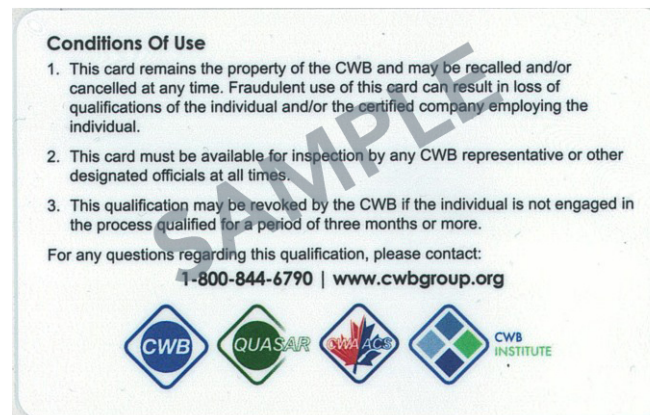 Conditions Of Use
1. This card remains the property of the CWB and may be recalled and/or
cancelled at any time. Fraudulent use of this card can result in loss of
qualifications of the individual and/or the certified company employing the
individual.
2. This card must be available for inspection by any CWB representative or other
designated officials at all times.
3. This qualification may be revoked by the CWB if the individual is not engaged in
the process qualified for a period of three months or more.
For any questions regarding this qualification, please contact:
1-800-844-6790 | www.cwbgroup.org
SAMPLE
CWB
QUASAR
CWA ACS
CWB
INSTITUTE